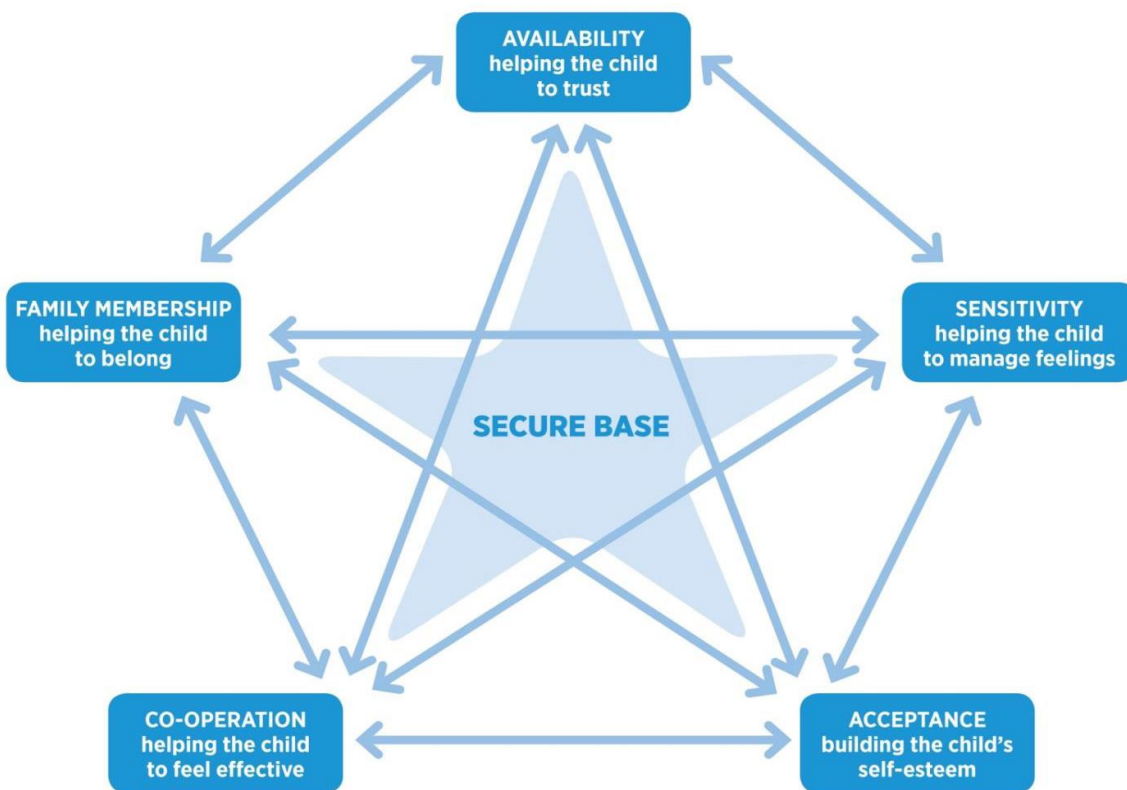 AVAILABILITY
helping the child
to trust
FAMILY MEMBERSHIP
helping the child
to belong
SENSITIVITY
helping the child
to manage feelings
SECURE BASE
CO-OPERATION
helping the child
to feel effective
ACCEPTANCE
building the child’s
self-esteem